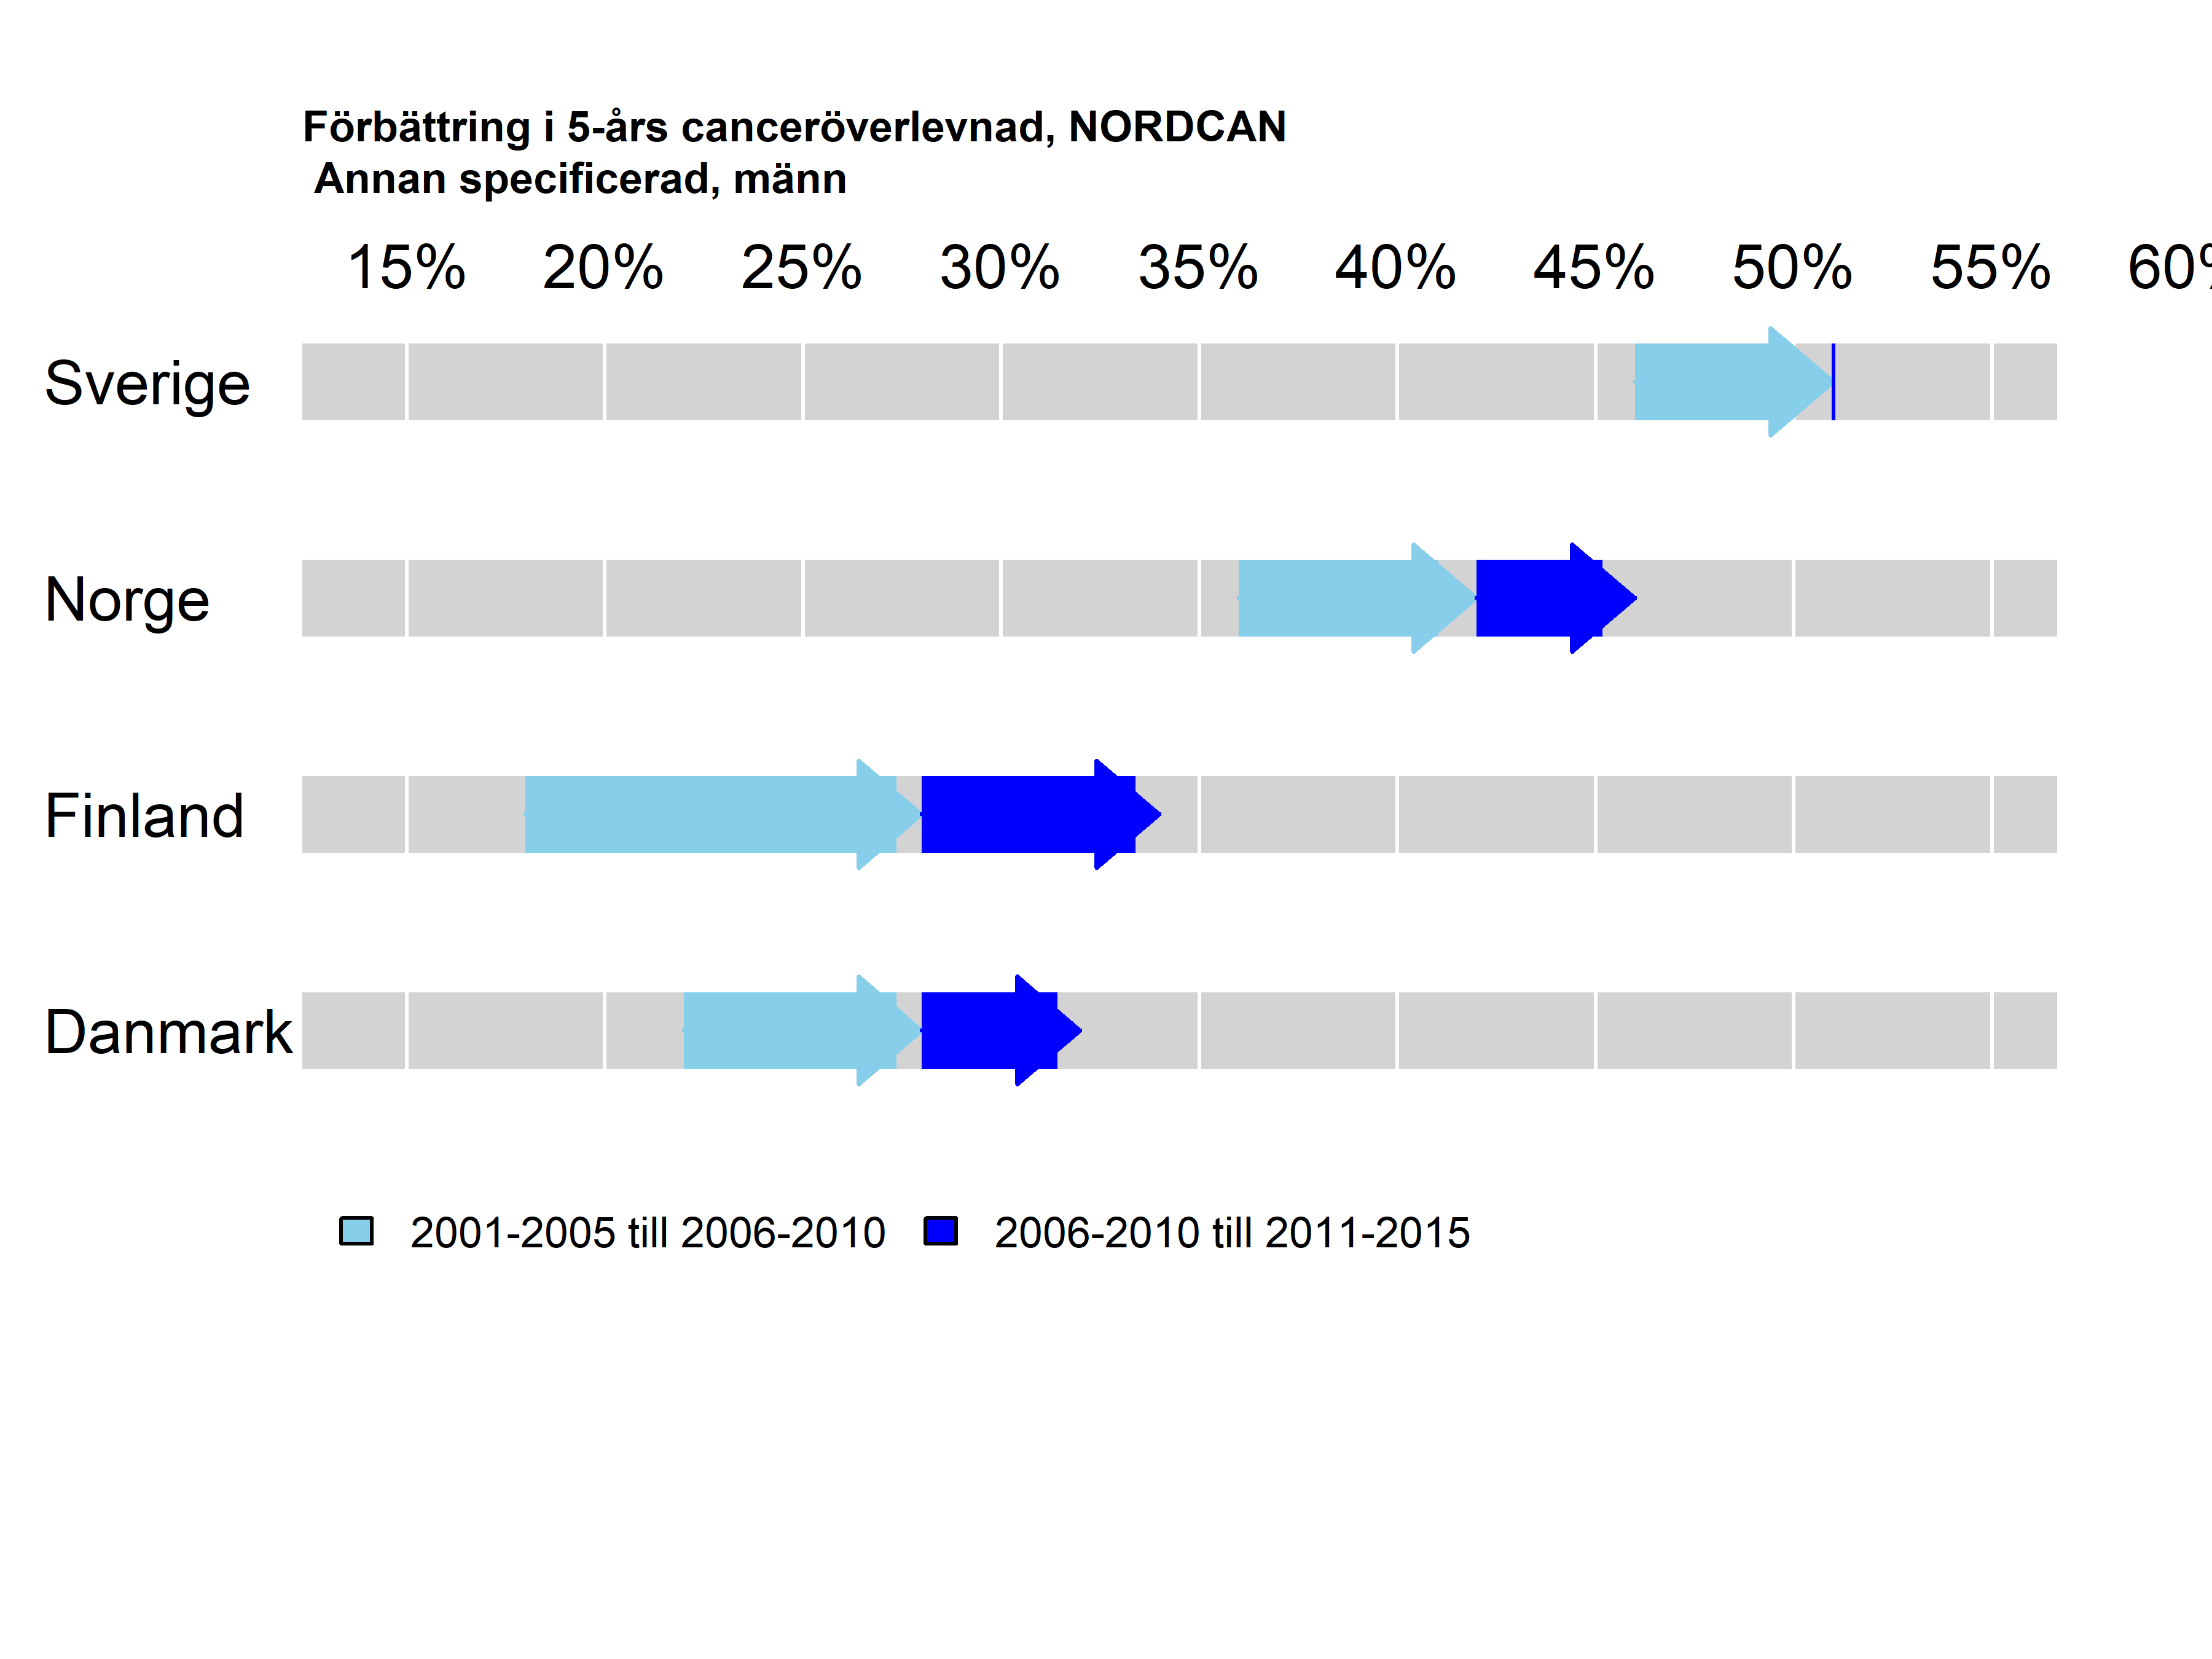 Förbättring i 5-års canceröverlevnad, NORDCAN
Annan specificerad, männ
15% 20% 25% 30% 35% 40% 45% 50% 55% 60%
Sverige
Norge
Finland
Danmark
2001-2005 till 2006-2010 2006-2010 till 2011-2015